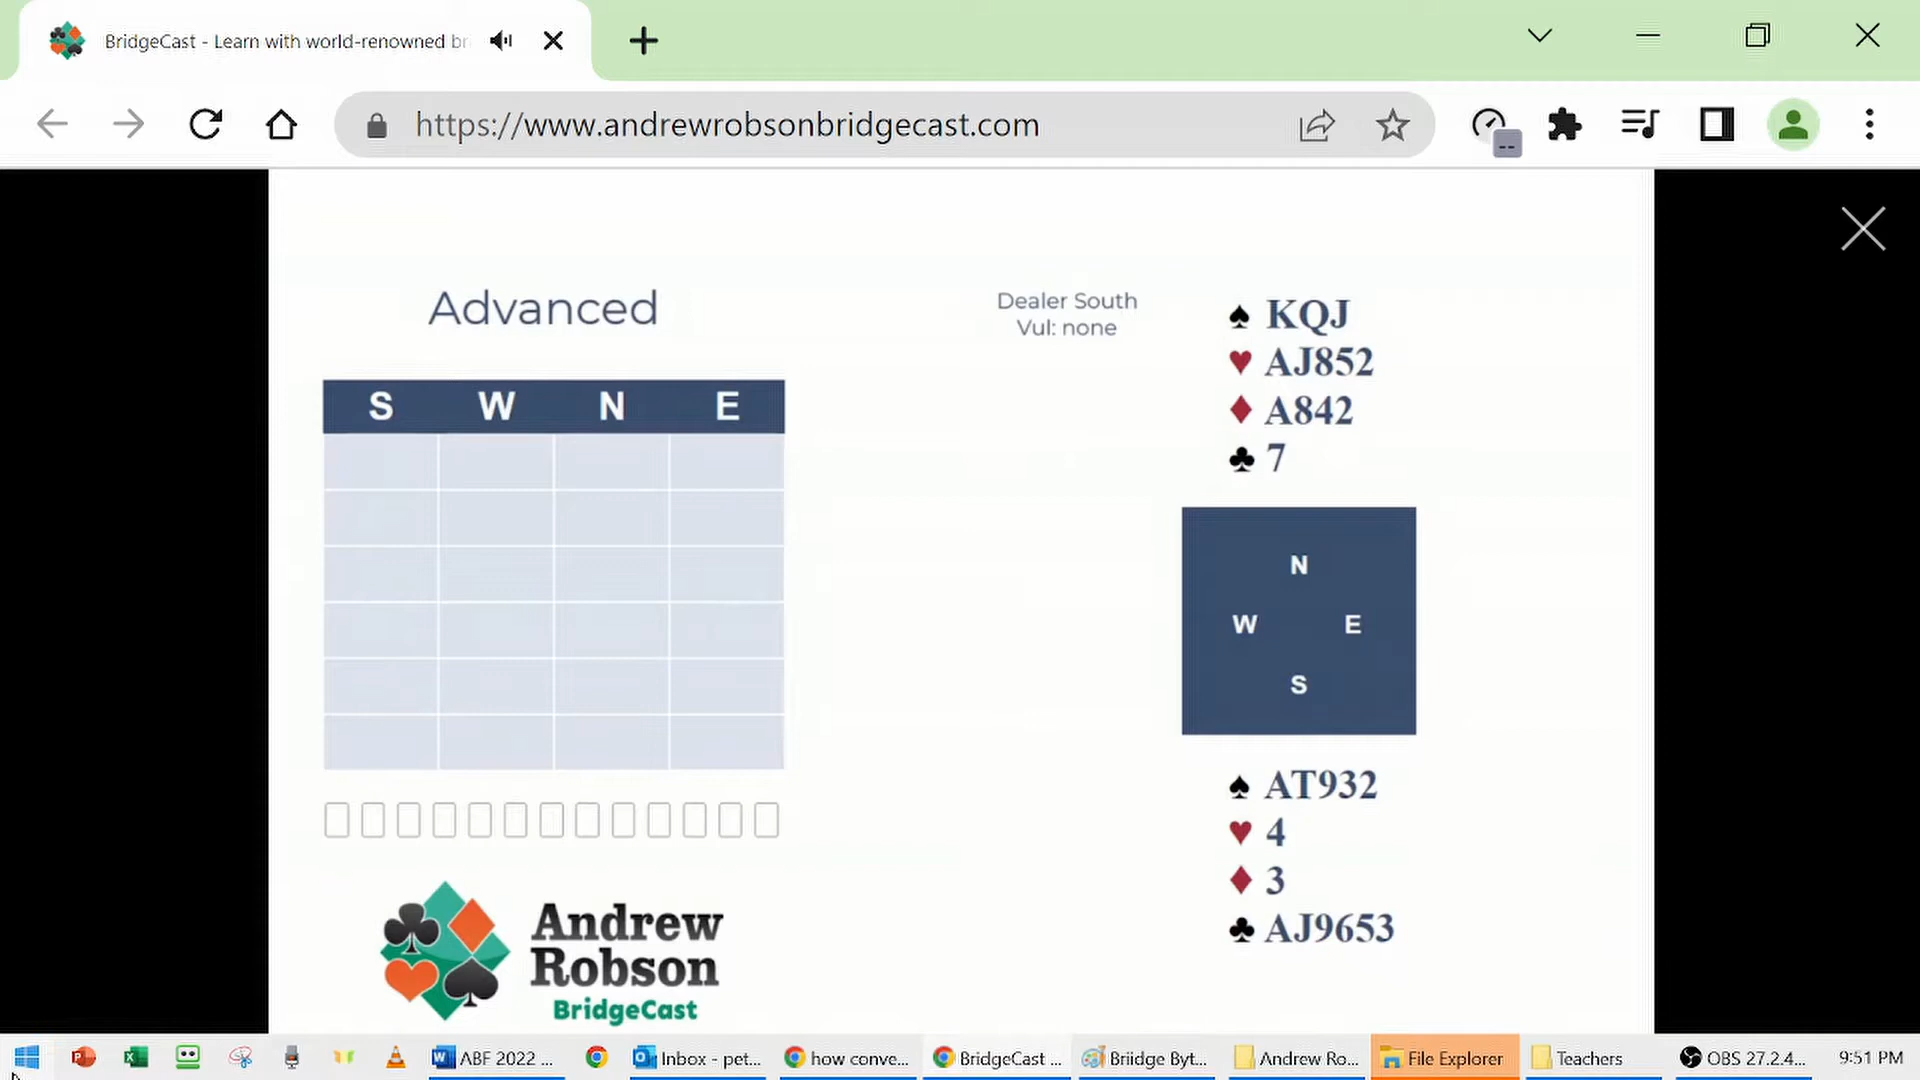 BridgeCast - Learn with world-renowned br
https://www.andrewrobsonbridgecast.com
--
Advanced
Dealer South
Vul: none
S W N E
♠ KQJ
♥ AJ852
♦ A842
♣ 7
N
W E
S
♠ AT932
♥ 4
♦ 3
♣ AJ9653
Andrew
Robson
BridgeCast
ABF 2022 ... Inbox - pet... how conve... BridgeCast ... Briidge Byt... Andrew Ro... File Explorer Teachers OBS 27.2.4... 9:51 PM